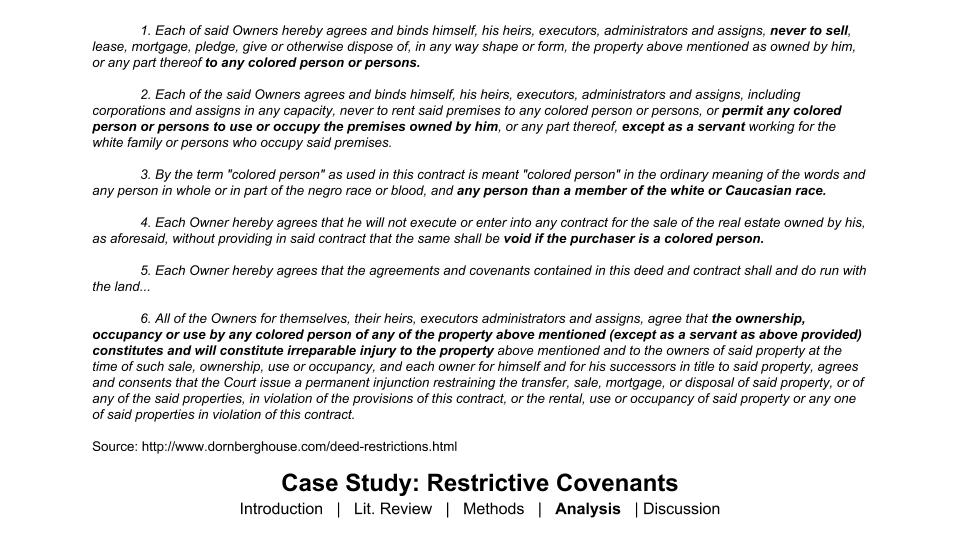 1. Each of said Owners hereby agrees and binds himself, his heirs, executors, administrators and assigns, never to sell,
lease, mortgage, pledge, give or otherwise dispose of, in any way shape or form, the property above mentioned as owned by him,
or any part thereof to any colored person or persons.
2. Each of the said Owners agrees and binds himself, his heirs, executors, administrators and assigns, including
corporations and assigns in any capacity, never to rent said premises to any colored person or persons, or permit any colored
person or persons to use or occupy the premises owned by him, or any part thereof, except as a servant working for the
white family or persons who occupy said premises.
3. By the term "colored person" as used in this contract is meant "colored person" in the ordinary meaning of the words and
any person in whole or in part of the negro race or blood, and any person than a member of the white or Caucasian race.
4. Each Owner hereby agrees that he will not execute or enter into any contract for the sale of the real estate owned by his,
as aforesaid, without providing in said contract that the same shall be void if the purchaser is a colored person.
5. Each Owner hereby agrees that the agreements and covenants contained in this deed and contract shall and do run with
the land...
6. All of the Owners for themselves, their heirs, executors administrators and assigns, agree that the ownership,
occupancy or use by any colored person of any of the property above mentioned (except as a servant as above provided)
constitutes and will constitute irreparable injury to the property above mentioned and to the owners of said property at the
time of such sale, ownership, use or occupancy, and each owner for himself and for his successors in title to said property, agrees
and consents that the Court issue a permanent injunction restraining the transfer, sale, mortgage, or disposal of said property, or of
any of the said properties, in violation of the provisions of this contract, or the rental, use or occupancy of said property or any one
of said properties in violation of this contract.
Source: http://www.dornberghouse.com/deed-restrictions.html
Case Study: Restrictive Covenants
Introduction | Lit. Review | Methods | Analysis | Discussion